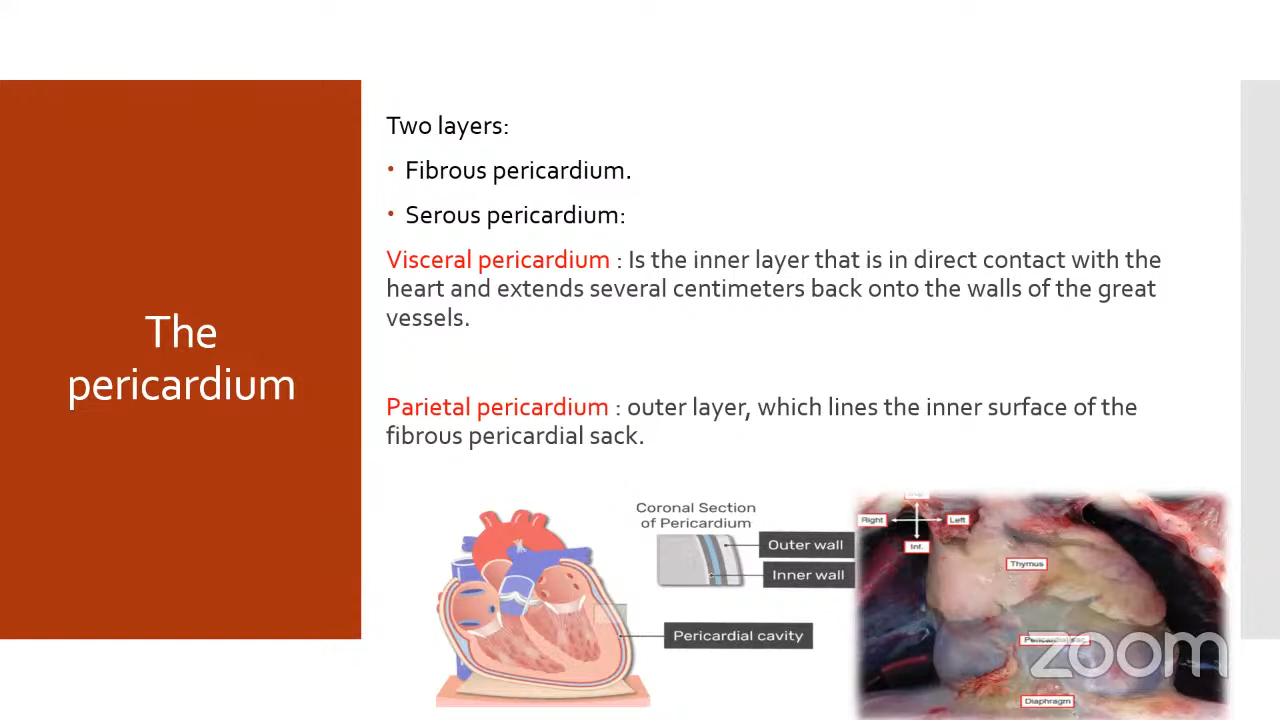 The
pericardium
Two layers:
• Fibrous pericardium.
• Serous pericardium:
Visceral pericardium : Is the inner layer that is in direct contact with the
heart and extends several centimeters back onto the walls of the great
vessels.
Parietal pericardium : outer layer, which lines the inner surface of the
fibrous pericardial sack.
Coronal Section
of Pericardium
Outer wall
Inner wall
Pericardial cavity
Right
Left
Inf.
Thymus
Diaphragm
zoom